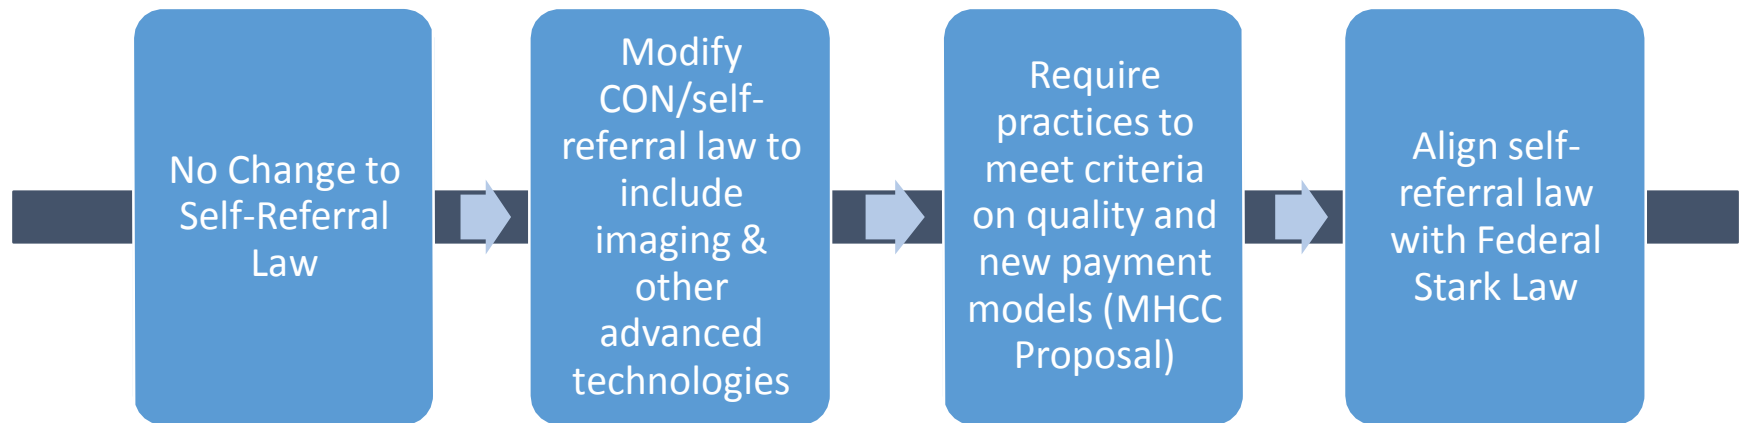 No Change to
Self-Referral
Law
Modify
CON/self-
referral law to
include
imaging &
other
advanced
technologies
Require
practices to
meet criteria
on quality and
new payment
models (MHCC
Proposal)
Align self-
referral law
with Federal
Stark Law